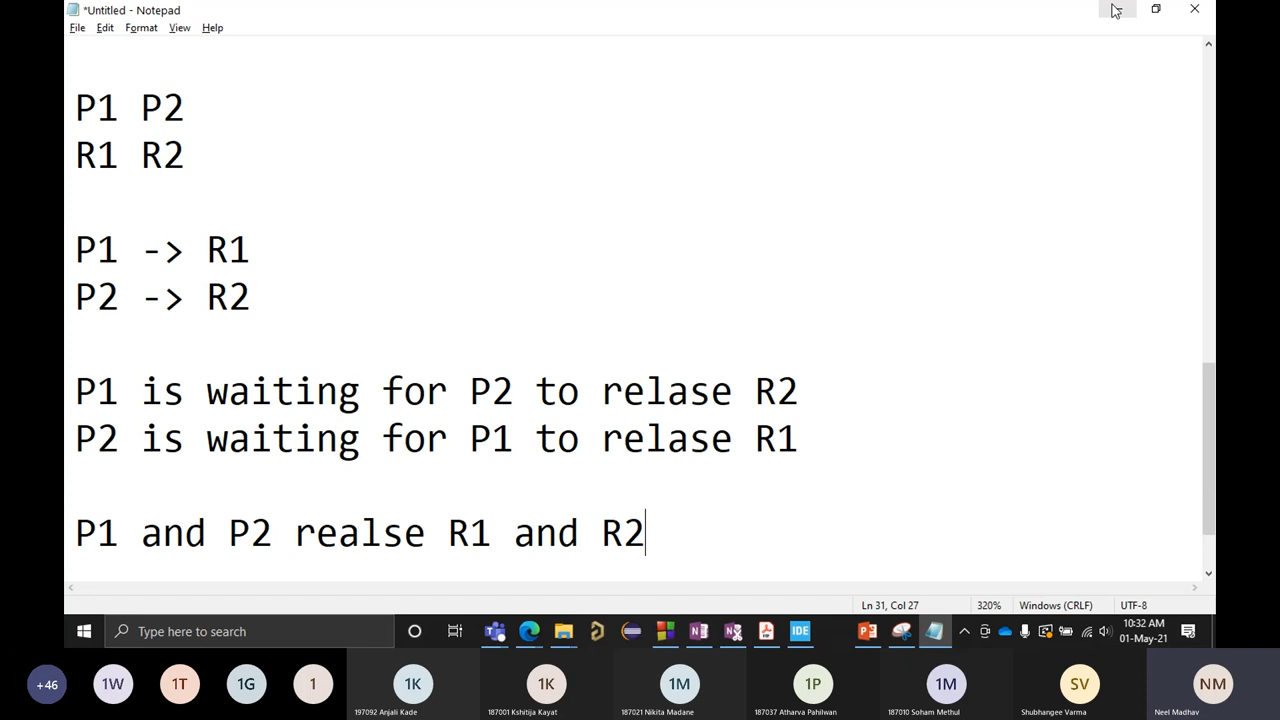 *Untitled - Notepad
File Edit Format View Help
P1 P2
R1 R2
P1 -> R1
P2 -> R2
P1 is waiting for P2 to relase R2
P2 is waiting for P1 to relase R1
P1 and P2 realse R1 and R2
Ln 31, Col 27 320% Windows (CRLF) UTF-8
Type here to search
IDE
10:32 AM
01-May-21
+46 1W 1T 1G 1 1K 1K 1M 1P 1M SV NM
197092 Anjali Kade 187001 Kshitija Kayat 187021 Nikita Madane 187037 Atharva Pahilwan 187010 Soham Methul Shubhangee Varma Neel Madhav